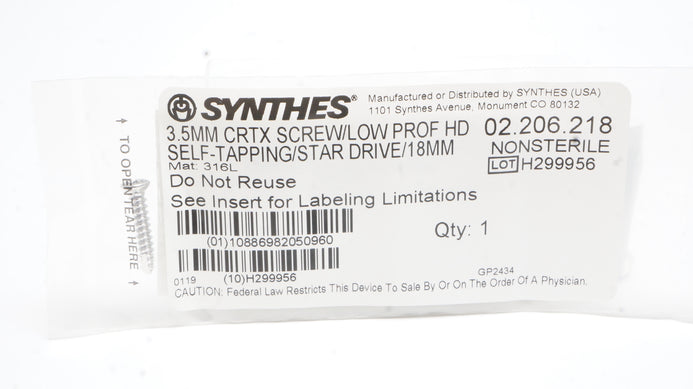 SYNTHES®
Manufactured or Distributed by SYNTHES (USA)
1101 Synthes Avenue, Monument CO 80132
3.5MM CRTX SCREW/LOW PROF HD
SELF-TAPPING/STAR DRIVE/18MM
02.206.218
NONSTERILE
LOT H299956
Mat: 316L
Do Not Reuse
See Insert for Labeling Limitations
(01)10886982050960
Qty: 1
(10)H299956
0119
GP2434
CAUTION: Federal Law Restricts This Device To Sale By Or On The Order Of A Physician.
↑ TO OPEN TEAR HERE ↑